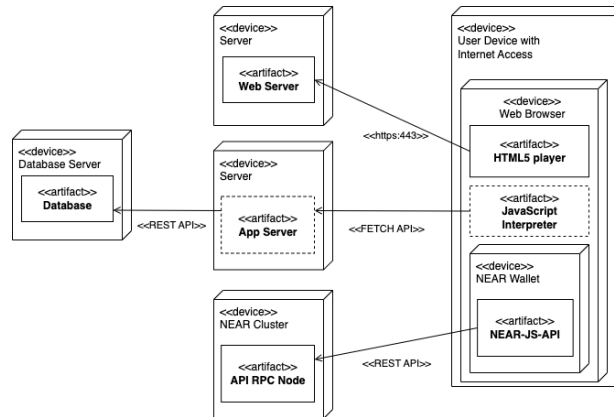 <<device>>
Server
<<artifact>>
Web Server
<<device>>
User Device with
Internet Access
<<device>>
Web Browser
<<artifact>>
HTML5 player
<<https:443>>
<<device>>
Database Server
<<artifact>>
Database
<<REST API>>
<<device>>
Server
<<artifact>>
App Server
<<FETCH API>>
<<artifact>>
JavaScript
Interpreter
<<device>>
NEAR Wallet
<<artifact>>
NEAR-JS-API
<<device>>
NEAR Cluster
<<artifact>>
API RPC Node
<<REST API>>